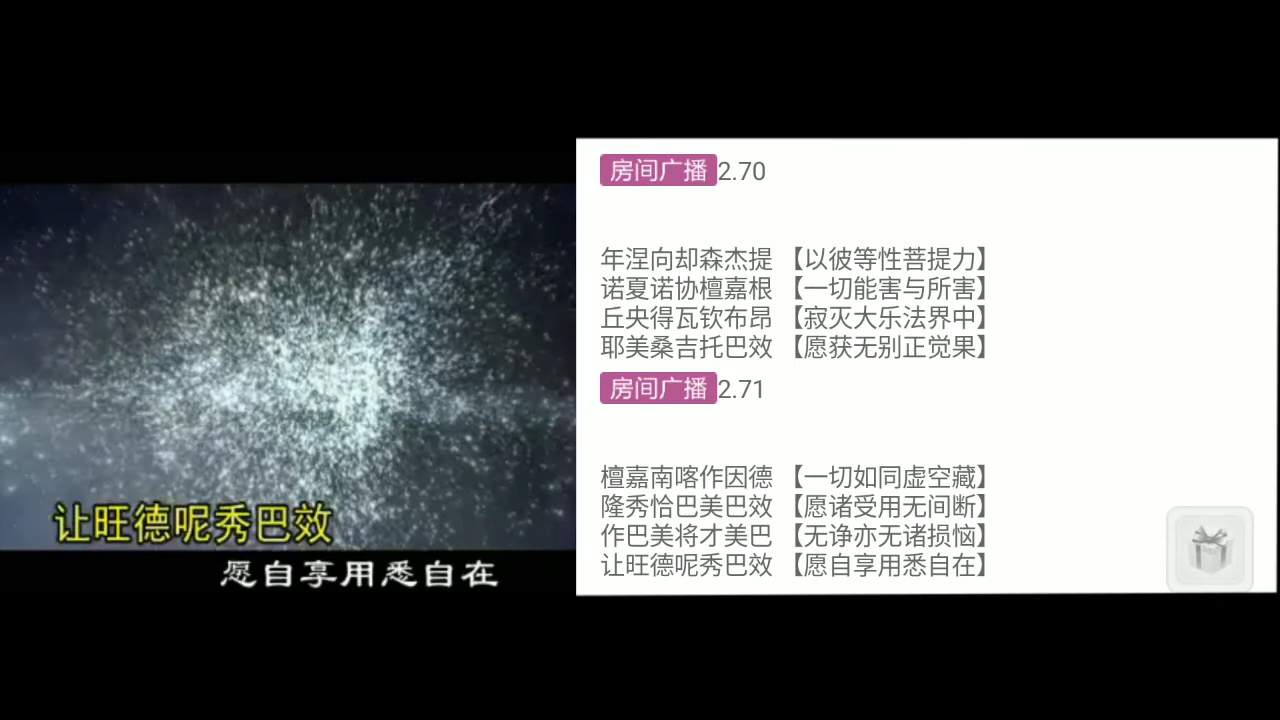 让旺德呢秀巴效
愿自享用悉自在
房间广播2.70
年涅向却森杰提 【以彼等性菩提力】
诺夏诺协檀嘉根 【一切能害与所害】
丘央得瓦钦布昂 【寂灭大乐法界中】
耶美桑吉托巴效 【愿获无别正觉果】
房间广播2.71
檀嘉南喀作因德 【一切如同虚空藏】
隆秀恰巴美巴效 【愿诸受用无间断】
作巴美将才美巴 【无诤亦无诸损恼】
让旺德呢秀巴效 【愿自享用悉自在】